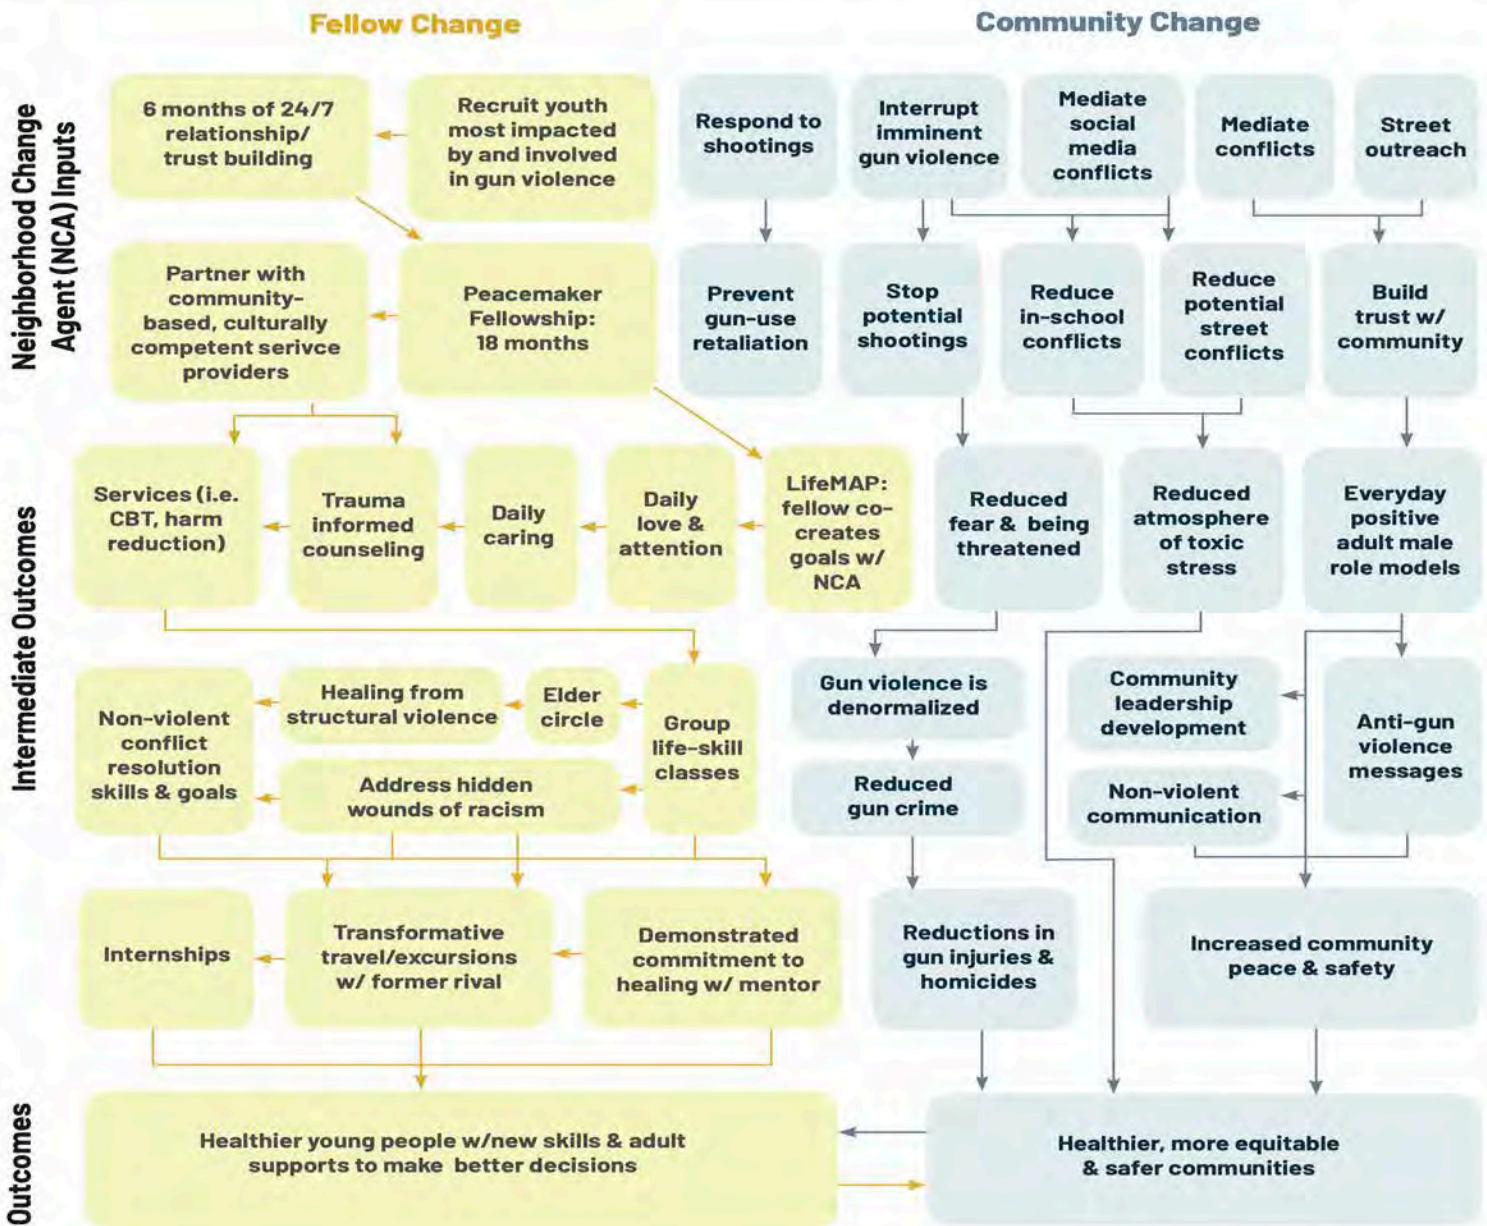 Fellow Change
Community Change
Neighborhood Change
Agent (NCA) Inputs
6 months of 24/7
relationship/
trust building
Recruit youth
most impacted
by and involved
in gun violence
Respond to
shootings
Interrupt
imminent
gun violence
Mediate
social
media
conflicts
Mediate
conflicts
Street
outreach
Partner with
community-
based, culturally
competent serivce
providers
Peacemaker
Fellowship:
18 months
Prevent
gun-use
retaliation
Stop
potential
shootings
Reduce
in-school
conflicts
Reduce
potential
street
conflicts
Build
trust w/
community
Intermediate Outcomes
Services (i.e.
CBT, harm
reduction)
Trauma
informed
counseling
Daily
caring
Daily
love &
attention
LifeMAP:
fellow co-
creates
goals w/
NCA
Reduced
fear & being
threatened
Reduced
atmosphere
of toxic
stress
Everyday
positive
adult male
role models
Non-violent
conflict
resolution
skills & goals
Healing from
structural violence
Elder
circle
Group
life-skill
classes
Address hidden
wounds of racism
Gun violence is
denormalized
Reduced
gun crime
Community
leadership
development
Non-violent
communication
Anti-gun
violence
messages
Internships
Transformative
travel/excursions
w/ former rival
Demonstrated
commitment to
healing w/ mentor
Reductions in
gun injuries &
homicides
Increased community
peace & safety
Outcomes
Healthier young people w/new skills & adult
supports to make better decisions
Healthier, more equitable
& safer communities